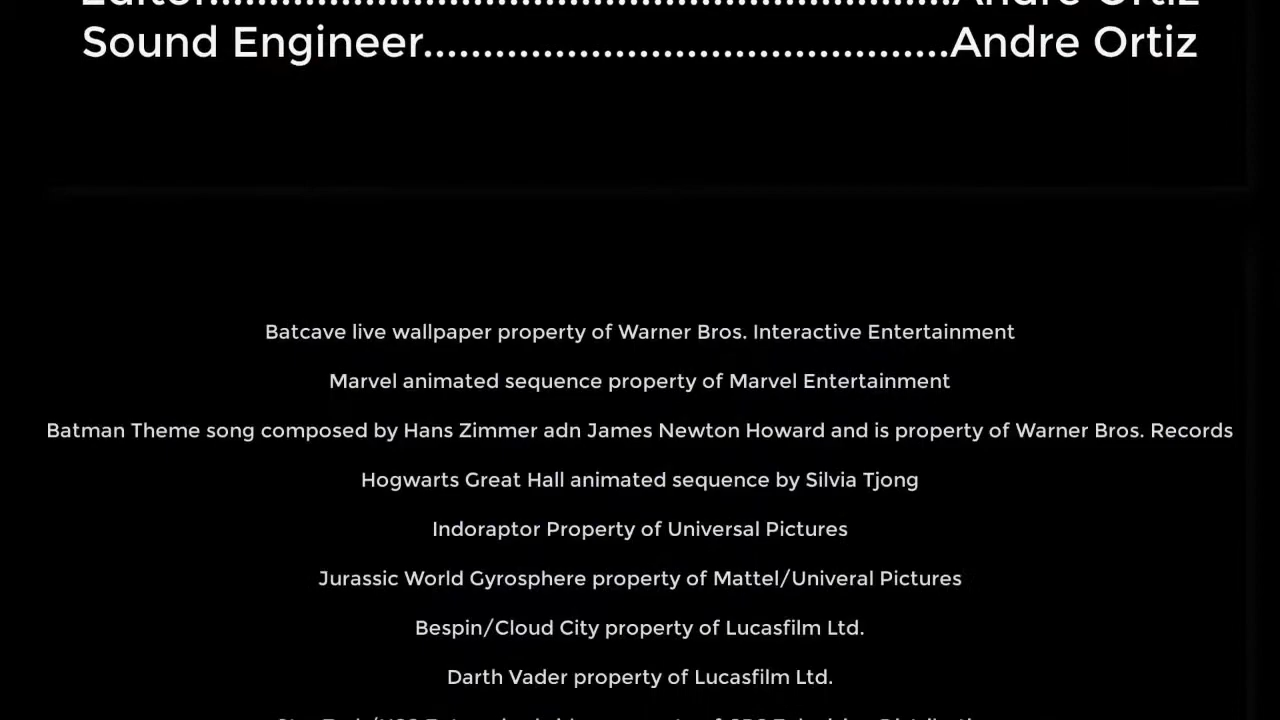 Editor..............................................................Andre Ortiz
Sound Engineer............................................Andre Ortiz
Batcave live wallpaper property of Warner Bros. Interactive Entertainment
Marvel animated sequence property of Marvel Entertainment
Batman Theme song composed by Hans Zimmer adn James Newton Howard and is property of Warner Bros. Records
Hogwarts Great Hall animated sequence by Silvia Tjong
Indoraptor Property of Universal Pictures
Jurassic World Gyrosphere property of Mattel/Univeral Pictures
Bespin/Cloud City property of Lucasfilm Ltd.
Darth Vader property of Lucasfilm Ltd.